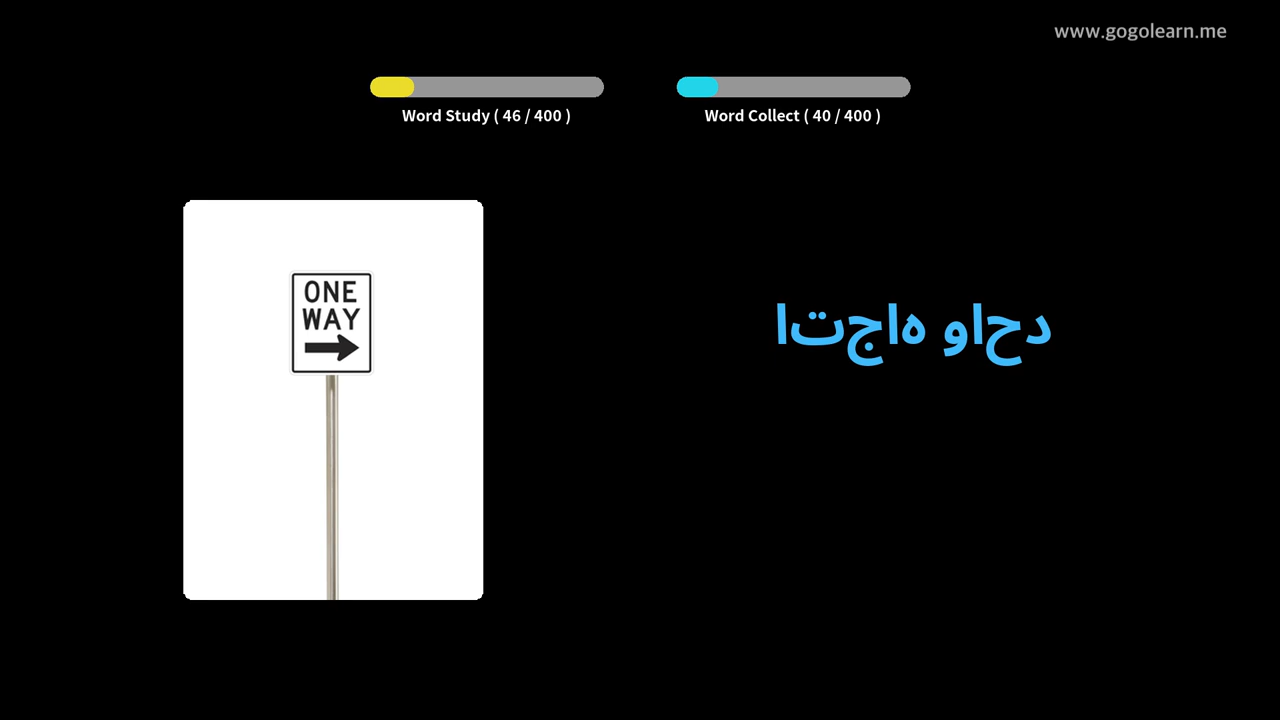 www.gogolearn.me
Word Study ( 46 / 400 )
Word Collect ( 40 / 400 )
ONE
WAY
دحاو هاجتا